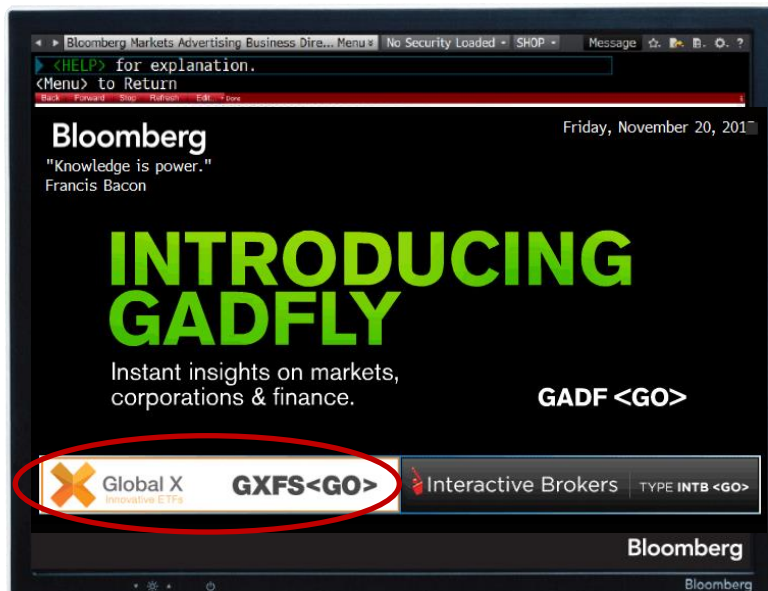 Bloomberg Markets Advertising Business Dire... Menu No Security Loaded SHOP Message ?
<HELP> for explanation.
<Menu> to Return
Back Forward Stop Refresh Edit Done
Bloomberg
Friday, November 20, 201
"Knowledge is power."
Francis Bacon
INTRODUCING
GADFLY
Instant insights on markets,
corporations & finance.
GADF <GO>
Global X
Innovative ETFs
GXFS<GO>
Interactive Brokers TYPE INTB <GO>
Bloomberg
Bloomberg